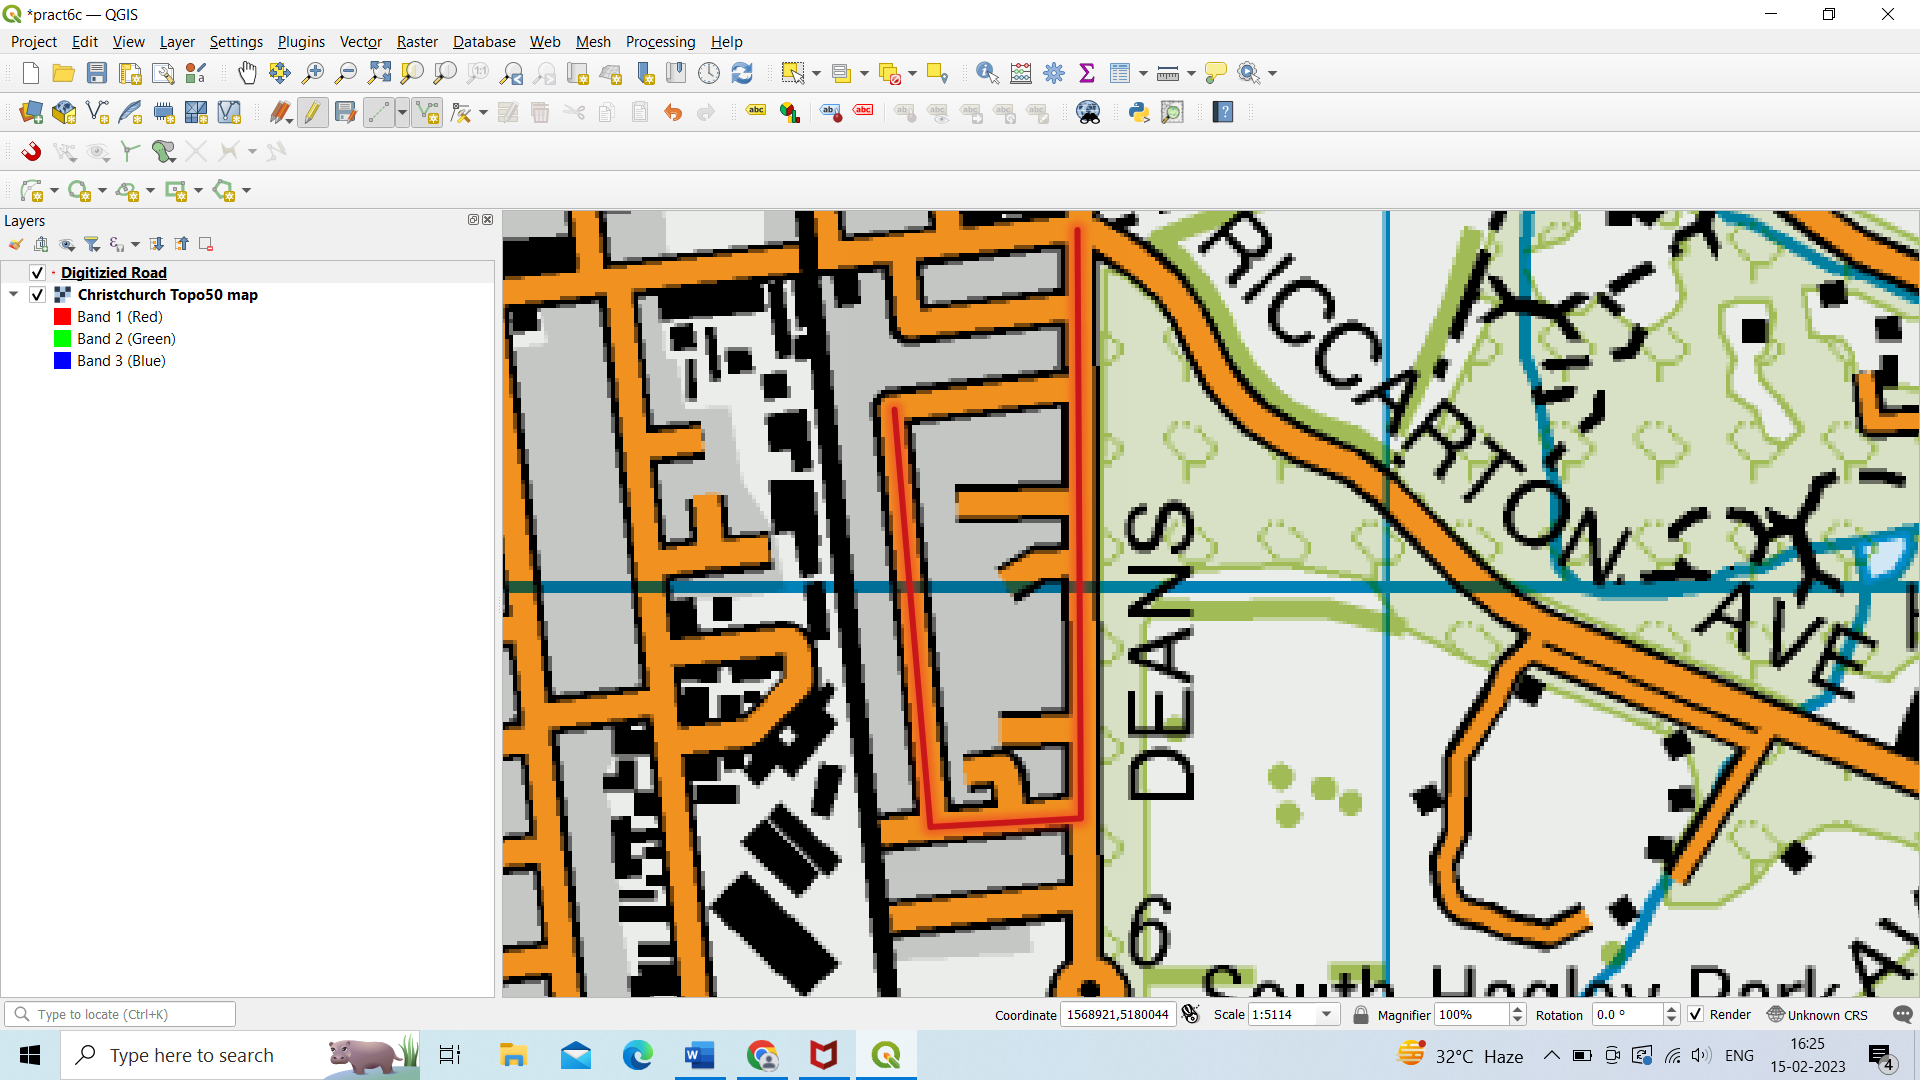 *pract6c — QGIS
Project Edit View Layer Settings Plugins Vector Raster Database Web Mesh Processing Help
Layers
Digitizied Road
Christchurch Topo50 map
Band 1 (Red)
Band 2 (Green)
Band 3 (Blue)
RICCARTON
AVE
DEANS
6
South Hagley Park
Type to locate (Ctrl+K)
Coordinate 1568921,5180044 Scale 1:5114 Magnifier 100% Rotation 0.0 ° Render Unknown CRS
Type here to search
32°C Haze
ENG
16:25
15-02-2023
4